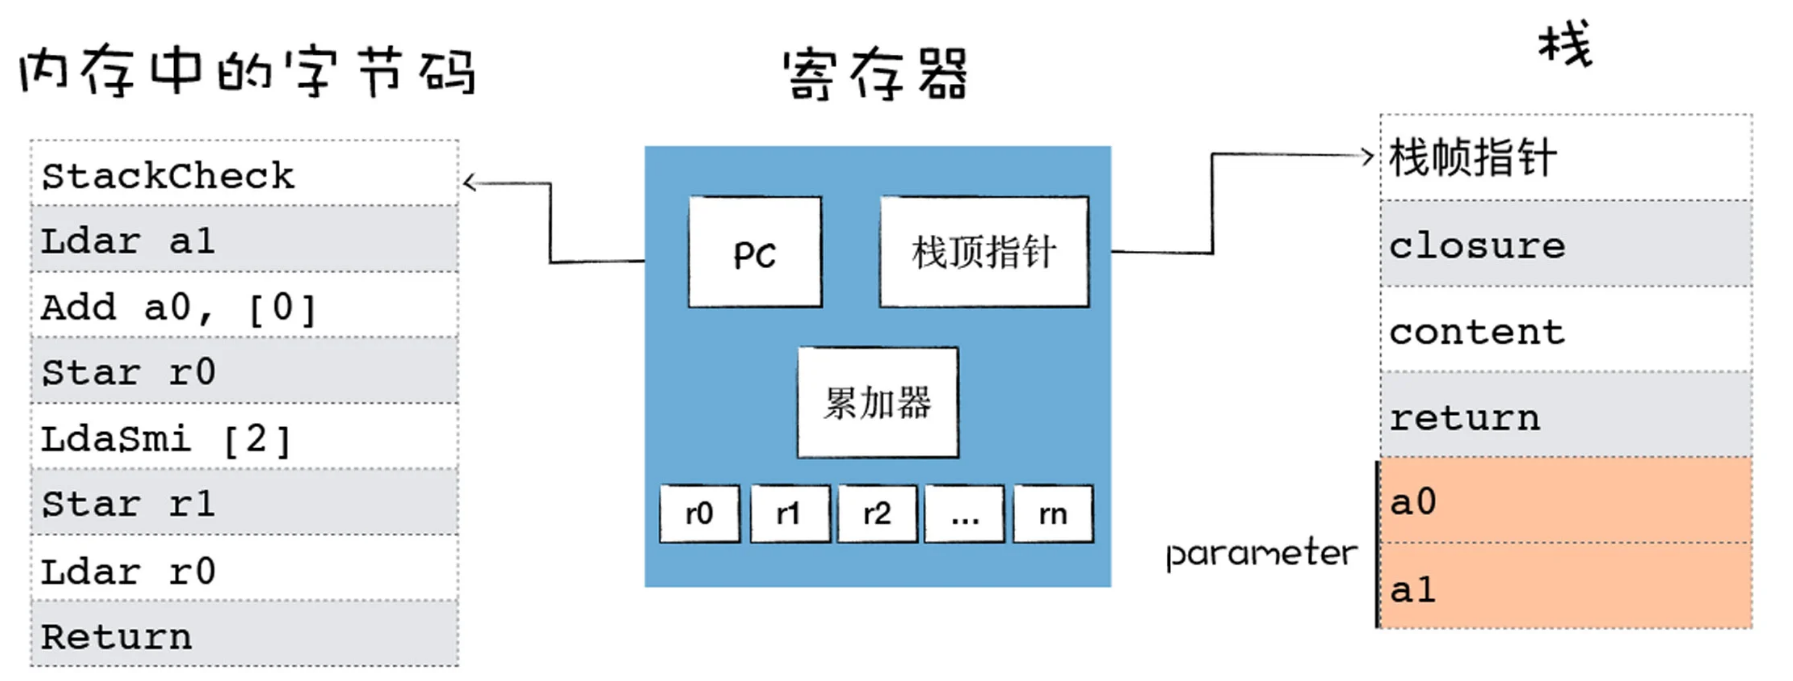 内存中的字节码
StackCheck
Ldar a1
Add a0, [0]
Star r0
LdaSmi [2]
Star r1
Ldar r0
Return
寄存器
PC
栈顶指针
累加器
r0
r1
r2
...
rn
栈
栈帧指针
closure
content
return
a0
a1
parameter